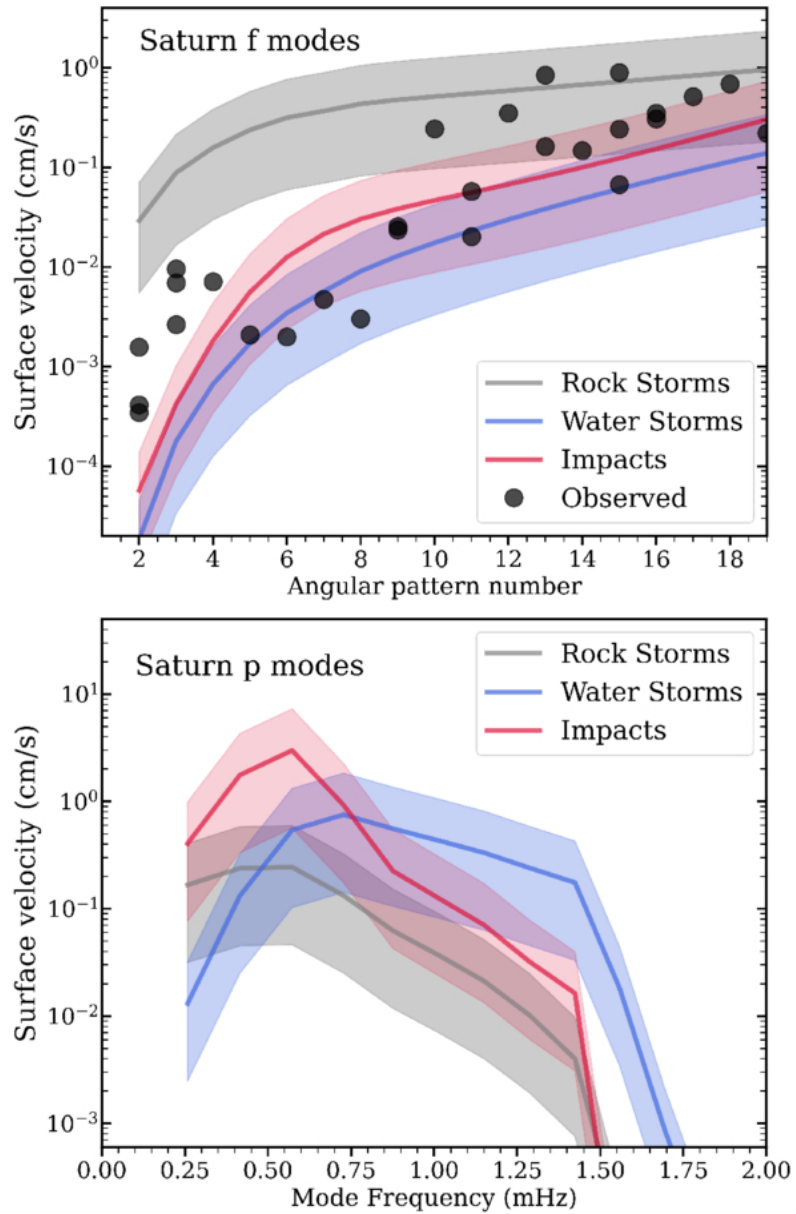 Saturn f modes
Surface velocity (cm/s)
10⁰
10⁻¹
10⁻²
10⁻³
10⁻⁴
Rock Storms
Water Storms
Impacts
Observed
2 4 6 8 10 12 14 16 18
Angular pattern number
Saturn p modes
Surface velocity (cm/s)
10¹
10⁰
10⁻¹
10⁻²
10⁻³
Rock Storms
Water Storms
Impacts
0.00 0.25 0.50 0.75 1.00 1.25 1.50 1.75 2.00
Mode Frequency (mHz)